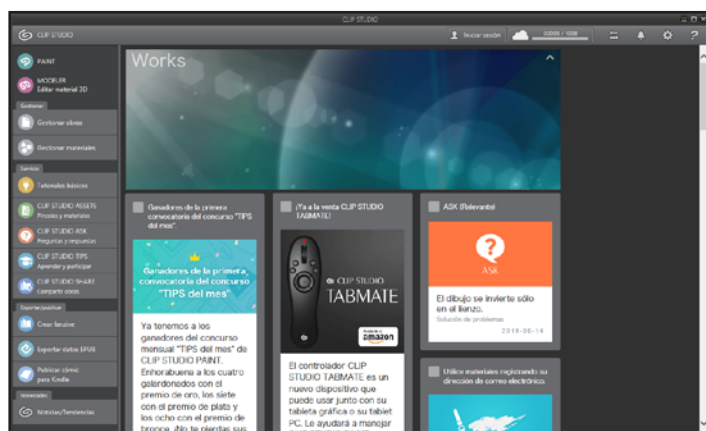 CLIP STUDIO
CLIP STUDIO
Iniciar sesión
PAINT
MODELER
Editar material 3D
Gestionar
Gestionar obras
Gestionar materiales
Servicio
Tutoriales básicos
CLIP STUDIO ASSETS
Pinceles y materiales
CLIP STUDIO ASK
Preguntas y respuestas
CLIP STUDIO TIPS
Aprender y participar
CLIP STUDIO SHARE
Compartir obras
Exportar/publicar
Crear fanzine
Exportar datos EPUB
Publicar cómic
para Kindle
Novedades
Noticias/Tendencias
Works
Ganadores de la primera
convocatoria del concurso "TIPS
del mes".
Ganadores de la primera
convocatoria del concurso
"TIPS del mes"
Ya tenemos a los
ganadores del concurso
mensual "TIPS del mes" de
CLIP STUDIO PAINT.
Enhorabuena a los cuatro
galardonados con el
premio de oro, los siete
con el premio de plata y
los ocho con el premio de
bronce. ¡No te pierdas sus
¡Ya a la venta CLIP STUDIO
TABMATE!
CLIP STUDIO
TABMATE
amazon
El controlador CLIP
STUDIO TABMATE es un
nuevo dispositivo que
puede usar junto con su
tableta gráfica o su tablet
PC. Le ayudará a manejar
ASK (Relevante)
ASK
El dibujo se invierte sólo
en el lienzo.
Solución de problemas
2019-06-14
Utilice materiales registrando su
dirección de correo electrónico.